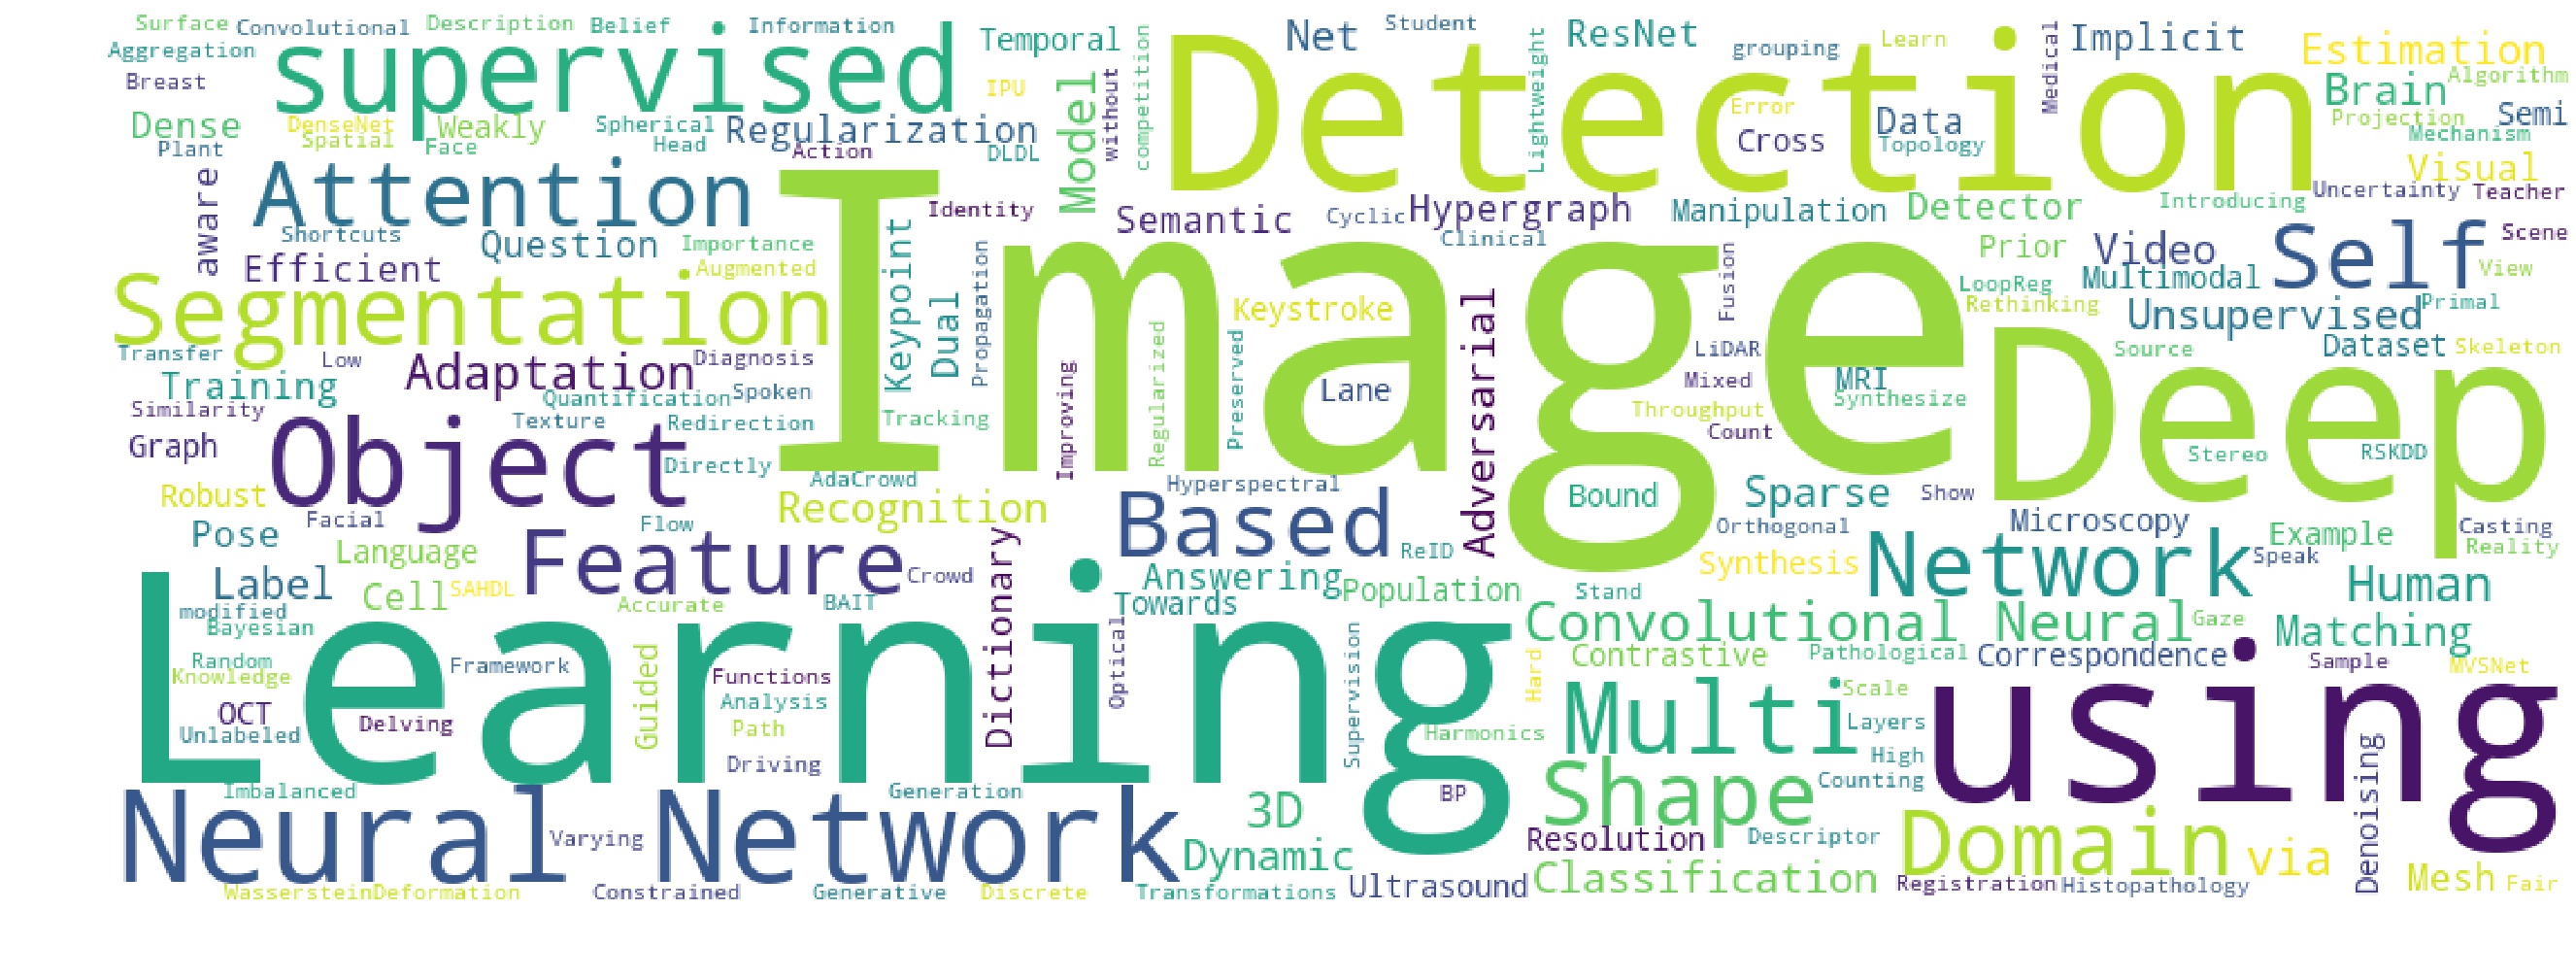 Surface Convolutional Description Belief Information Temporal Net Student ResNet grouping Learn Medical Implicit Estimation
Aggregation supervised IPU Model without competition Detection Lightweight Brain Algorithm
Breast Error Semi
Dense DenseNet Weakly Spherical Regularization Cross Data Projection
Plant Spatial Face Head Action DLDL Topology Mechanism
aware Attention Image Identity Visual
Shortcuts Question Importance Keypoint Semantic Cyclic Hypergraph Manipulation Detector Introducing Uncertainty Teacher
Efficient Augmented Propagation Clinical Fusion Prior Video Self Scene
Segmentation Dual Keystroke Adversarial LoopReg Multimodal View
Rethinking Unsupervised Primal
Transfer Low Adaptation Diagnosis Improving Regularized Preserved LiDAR Deep Source Dataset Skeleton
Training Quantification Spoken Lane Mixed MRI
Similarity Texture Redirection Tracking Throughput Synthesize
Graph Object Directly Count Stereo RSKDD
Robust AdaCrowd Hyperspectral Bound Sparse Show
Facial Flow Recognition Based Orthogonal Microscopy Example Casting
Pose Language Feature Crowd Dictionary ReID Synthesis Network Speak Reality
Label Cell SAHDL Accurate BAIT Answering Population Stand Human
modified Towards
Bayesian Learning Optical Supervision Convolutional Neural Gaze Matching
Random Framework Guided Functions Hard Contrastive Pathological Correspondence Sample MVSNet
Knowledge
OCT Delving Analysis Multi Scale using
Unlabeled Path Harmonics Layers
Driving High Denoising
Imbalanced Generation BP Shape Counting
Neural Network Varying 3D Resolution Descriptor Domain via
Dynamic
Wasserstein Deformation Constrained Generative Discrete Transformations Ultrasound Classification Registration Histopathology Mesh Fair